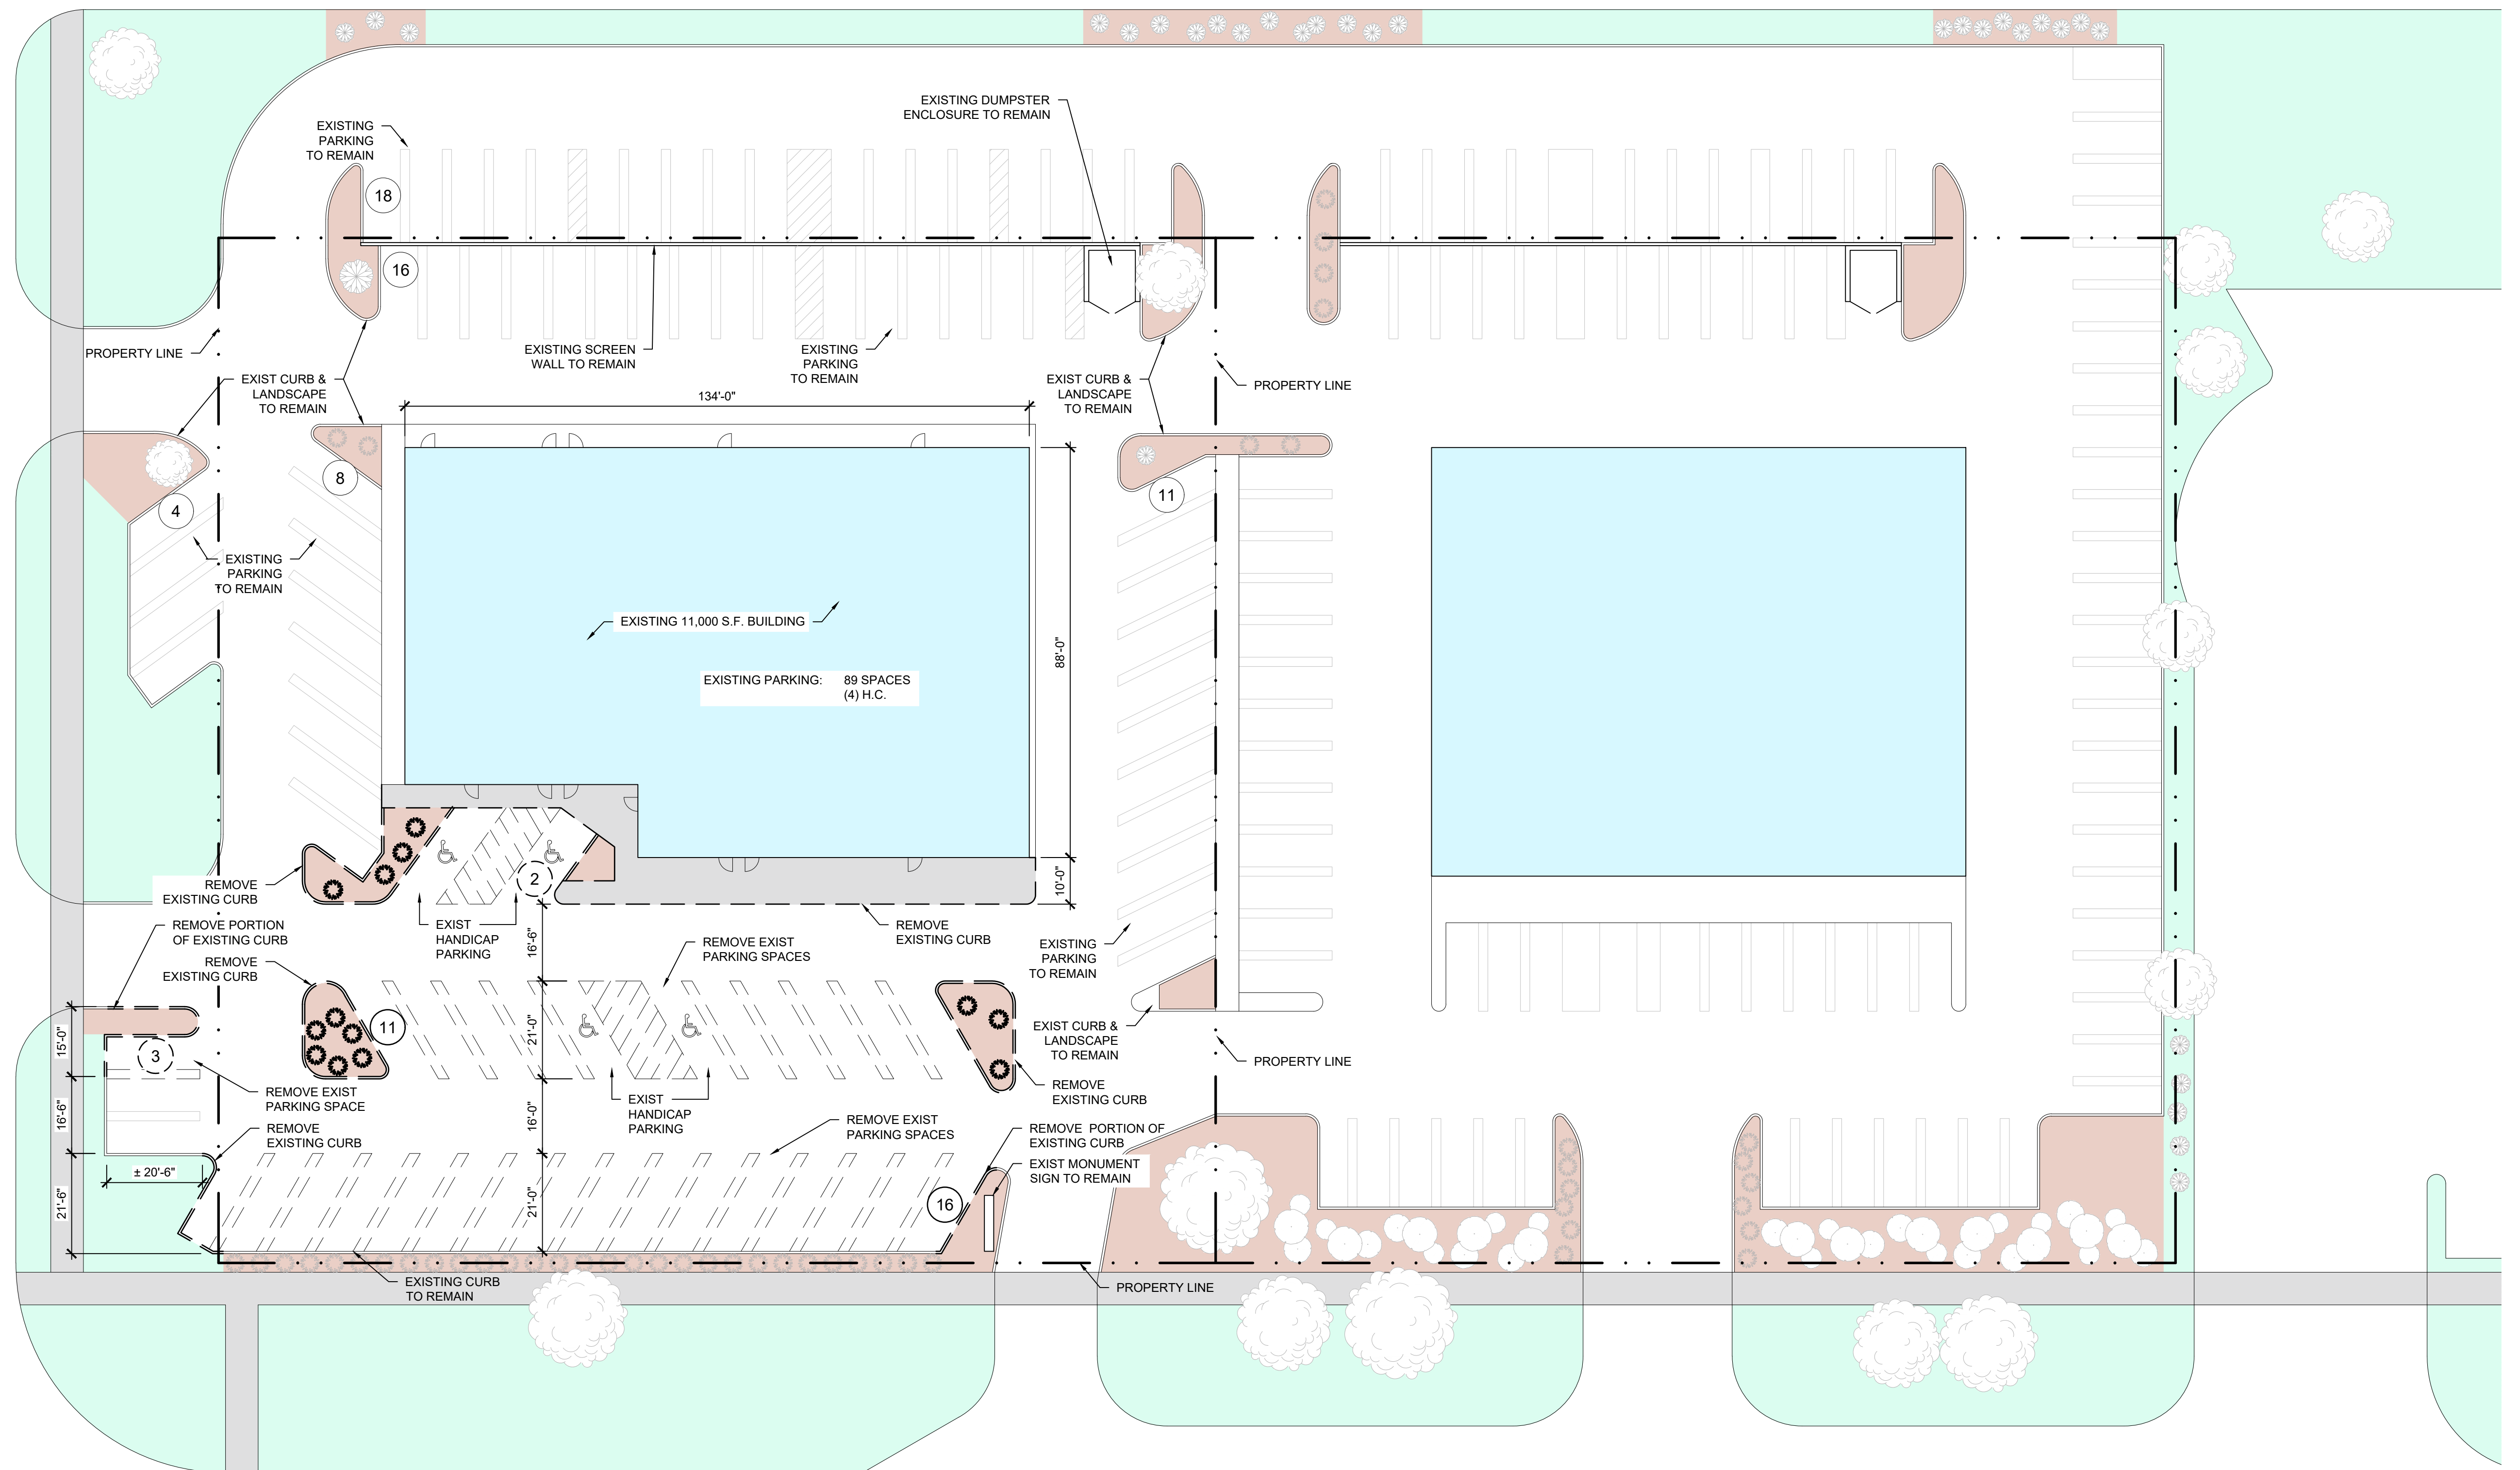 EXISTING DUMPSTER
ENCLOSURE TO REMAIN
EXISTING
PARKING
TO REMAIN
18
16
PROPERTY LINE
EXISTING SCREEN
WALL TO REMAIN
EXISTING
PARKING
TO REMAIN
EXIST CURB &
LANDSCAPE
TO REMAIN
134'-0"
EXIST CURB &
LANDSCAPE
TO REMAIN
PROPERTY LINE
8
4
11
EXISTING
PARKING
TO REMAIN
EXISTING 11,000 S.F. BUILDING
88'-0"
EXISTING PARKING: 89 SPACES
(4) H.C.
2
10'-0"
REMOVE
EXISTING CURB
REMOVE PORTION
OF EXISTING CURB
EXIST
HANDICAP
PARKING
16'-6"
REMOVE
EXISTING CURB
REMOVE EXIST
PARKING SPACES
EXISTING
PARKING
TO REMAIN
REMOVE
EXISTING CURB
11
21'-0"
15'-0"
3
EXIST CURB &
LANDSCAPE
TO REMAIN
PROPERTY LINE
REMOVE EXIST
PARKING SPACE
EXIST
HANDICAP
PARKING
REMOVE
EXISTING CURB
16'-6"
16'-0"
REMOVE
EXISTING CURB
REMOVE EXIST
PARKING SPACES
REMOVE PORTION OF
EXISTING CURB
EXIST MONUMENT
SIGN TO REMAIN
± 20'-6"
21'-6"
21'-0"
16
EXISTING CURB
TO REMAIN
PROPERTY LINE